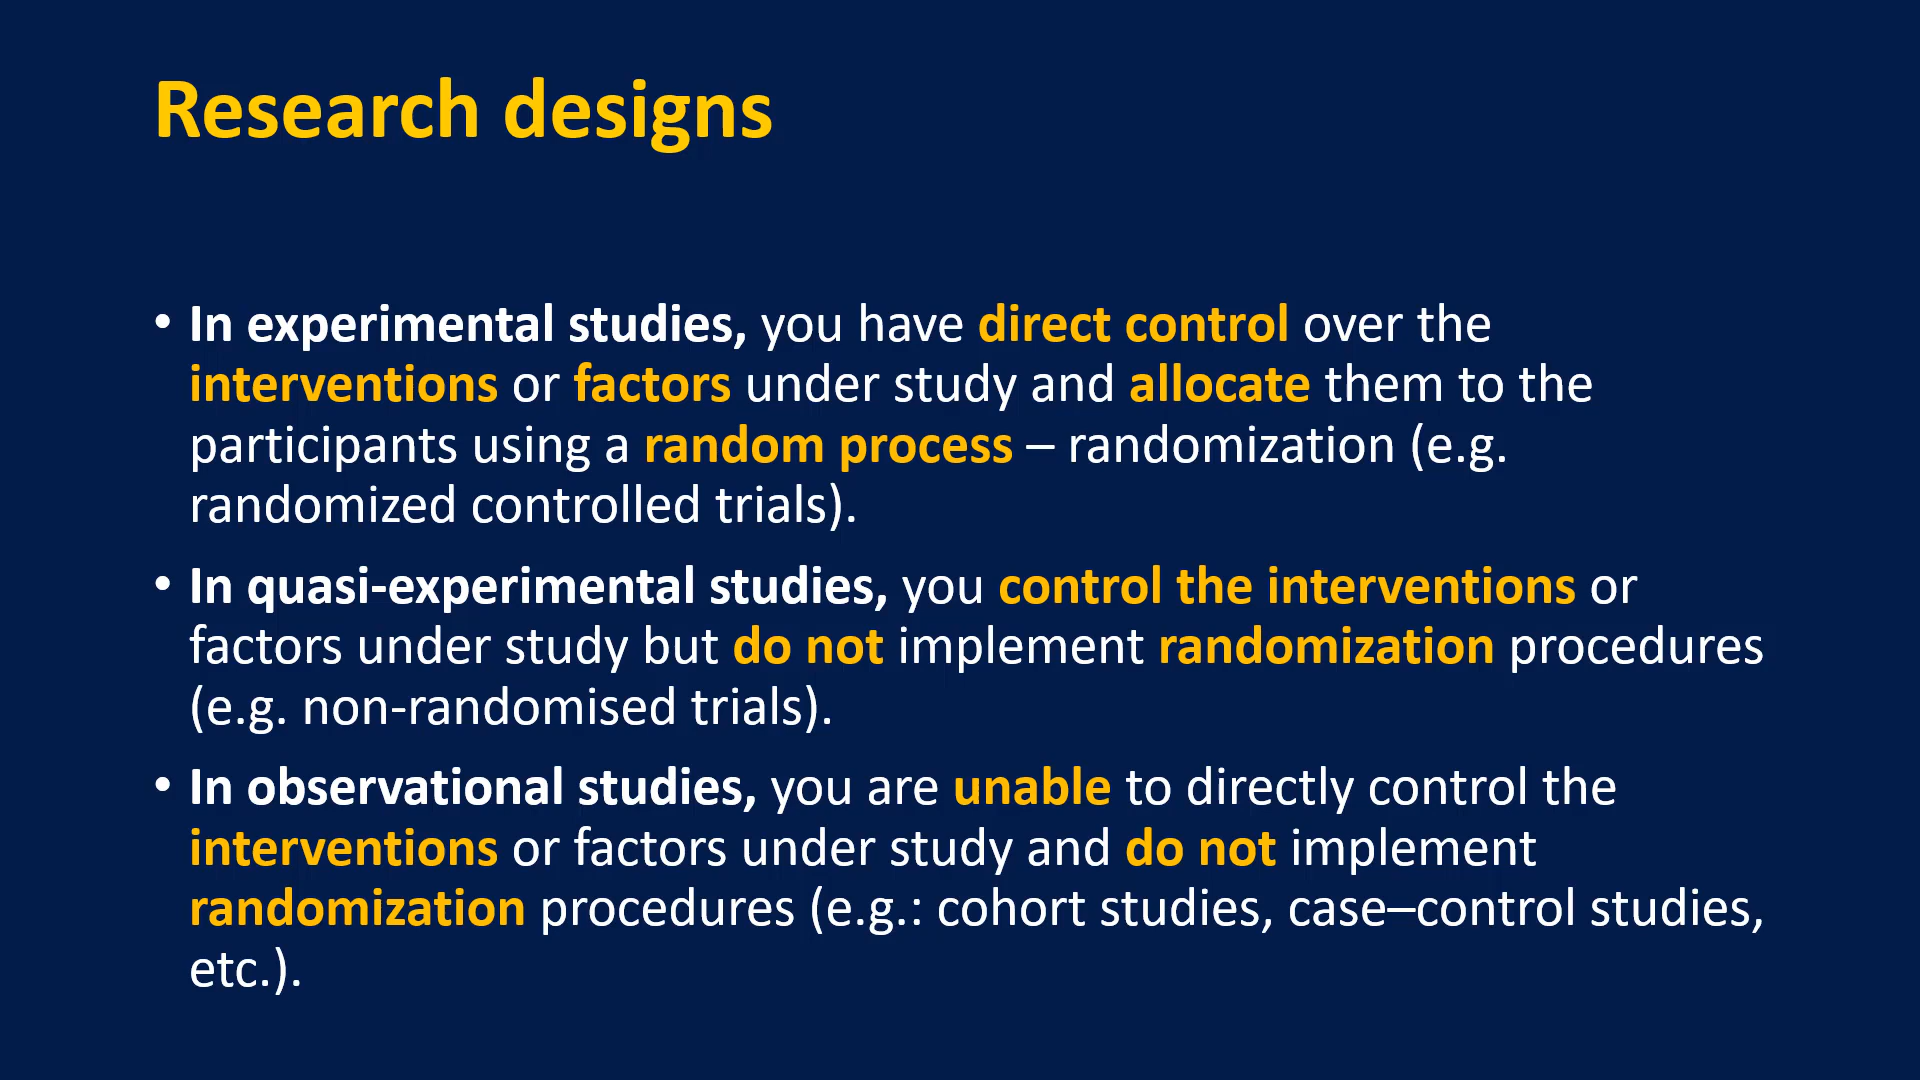 Research designs
• In experimental studies, you have direct control over the
interventions or factors under study and allocate them to the
participants using a random process – randomization (e.g.
randomized controlled trials).
• In quasi-experimental studies, you control the interventions or
factors under study but do not implement randomization procedures
(e.g. non-randomised trials).
• In observational studies, you are unable to directly control the
interventions or factors under study and do not implement
randomization procedures (e.g.: cohort studies, case–control studies,
etc.).